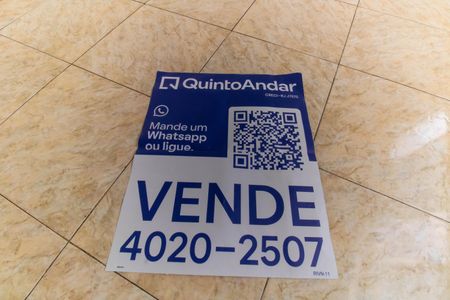 QuintoAndar
Mande um
Whatsapp
ou ligue.
VENDE
4020-2507